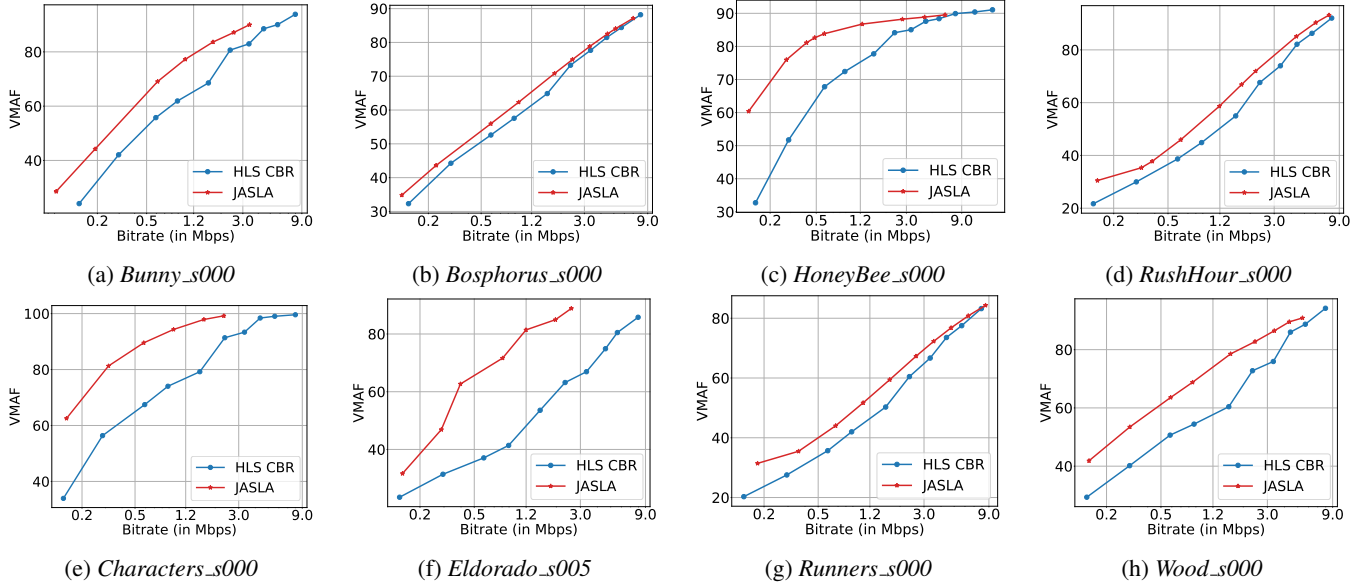 80
60
40
VMAF
HLS CBR
JASLA
0.2 0.5 1.2 3.0 9.0
Bitrate (in Mbps)
(a) Bunny_s000
90
80
70
60
50
40
30
VMAF
HLS CBR
JASLA
0.2 0.5 1.2 3.0 9.0
Bitrate (in Mbps)
(b) Bosphorus_s000
90
80
70
60
50
40
30
VMAF
HLS CBR
JASLA
0.2 0.5 1.2 3.0 9.0
Bitrate (in Mbps)
(c) HoneyBee_s000
80
60
40
20
VMAF
HLS CBR
JASLA
0.2 0.5 1.2 3.0 9.0
Bitrate (in Mbps)
(d) RushHour_s000
100
80
60
40
VMAF
HLS CBR
JASLA
0.2 0.5 1.2 3.0 9.0
Bitrate (in Mbps)
(e) Characters_s000
80
60
40
VMAF
HLS CBR
JASLA
0.2 0.5 1.2 3.0 9.0
Bitrate (in Mbps)
(f) Eldorado_s005
80
60
40
20
VMAF
HLS CBR
JASLA
0.2 0.5 1.2 3.0 9.0
Bitrate (in Mbps)
(g) Runners_s000
80
60
40
VMAF
HLS CBR
JASLA
0.2 0.5 1.2 3.0 9.0
Bitrate (in Mbps)
(h) Wood_s000